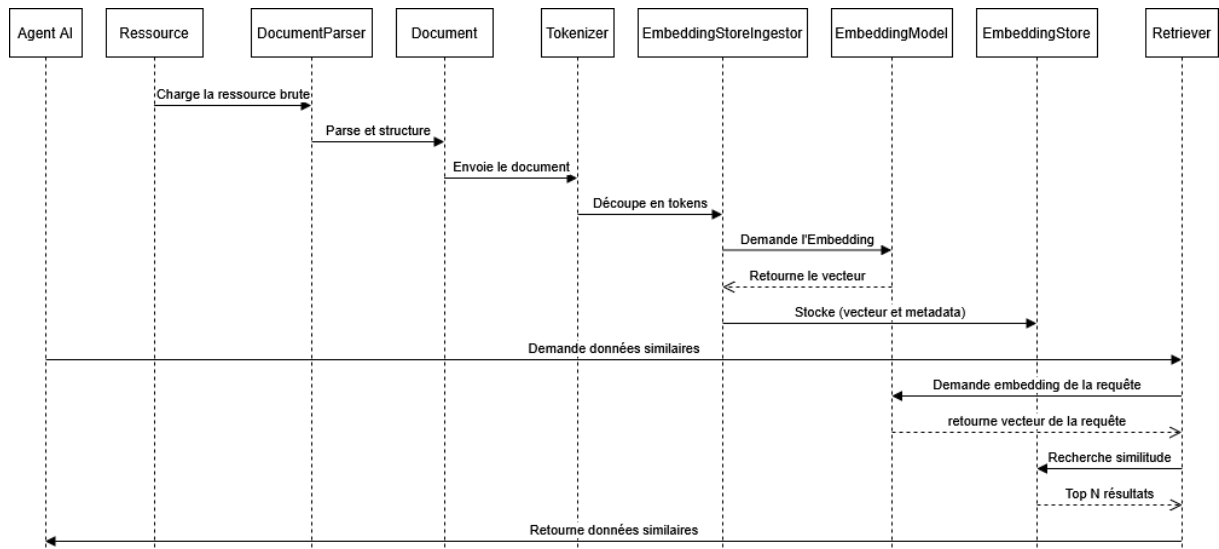 Agent AI
Ressource
DocumentParser
Document
Tokenizer
EmbeddingStoreIngestor
EmbeddingModel
EmbeddingStore
Retriever
Charge la ressource brute
Parse et structure
Envoie le document
Découpe en tokens
Demande l'Embedding
Retourne le vecteur
Stocke (vecteur et metadata)
Demande données similaires
Demande embedding de la requête
retourne vecteur de la requête
Recherche similitude
Top N résultats
Retourne données similaires